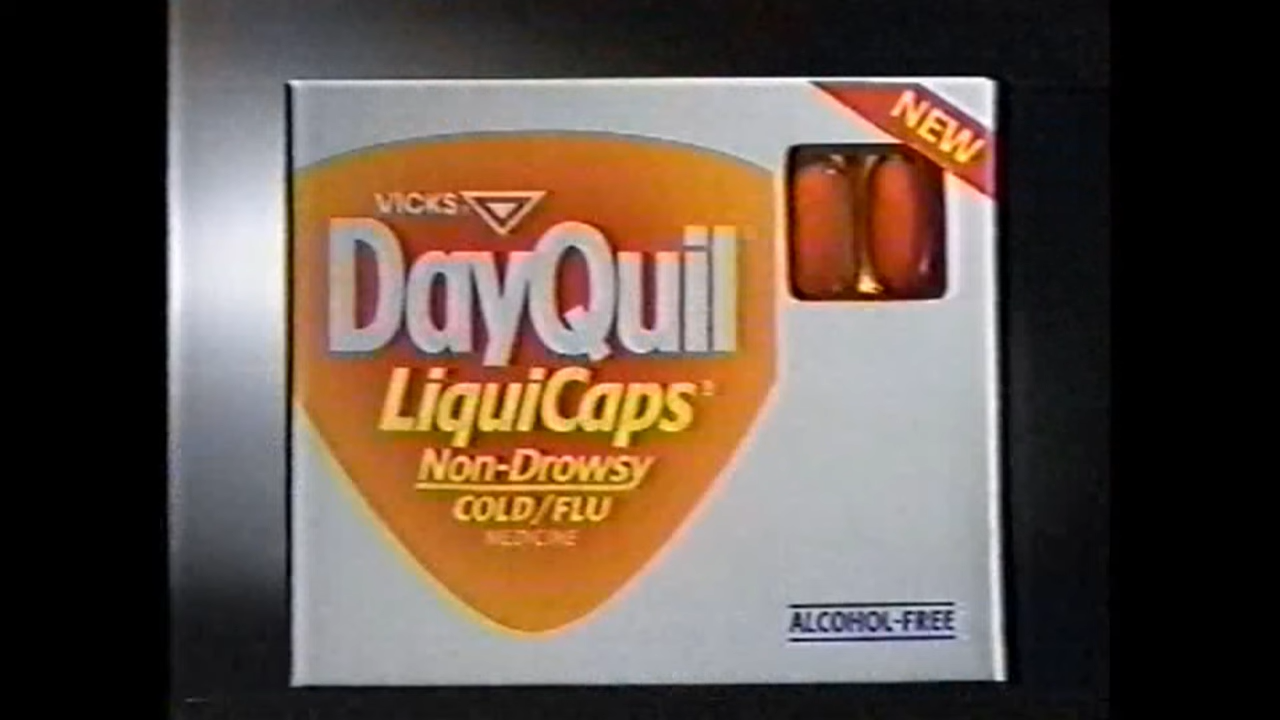 NEW
VICKS
DayQuil
LiquiCaps®
Non-Drowsy
COLD/FLU
MEDICINE
ALCOHOL-FREE